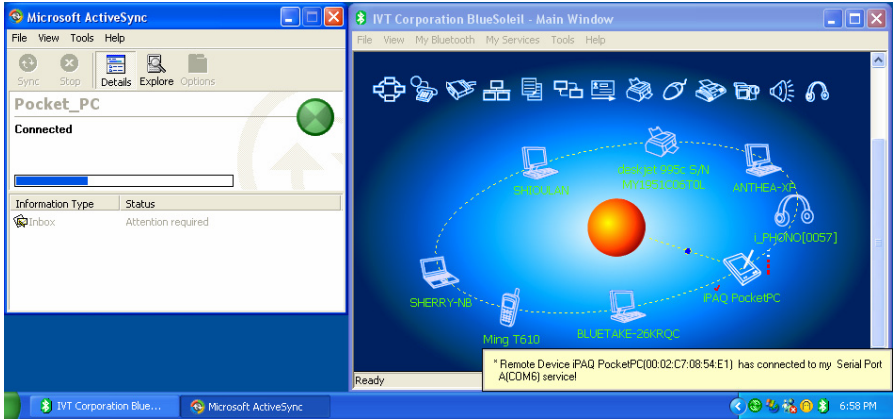 Microsoft ActiveSync
File View Tools Help
Sync Stop Details Explore Options
Pocket_PC
Connected
Information Type Status
Inbox Attention required
IVT Corporation BlueSoleil - Main Window
File View My Bluetooth My Services Tools Help
deskjet 995c S/N
SHIOULAN
ANTHEA-XP
I_PHONO[0057]
SHERRY-NB
iPAQ PocketPC
Ming T610
BLUETAKE-26KRQC
* Remote Device iPAQ PocketPC(00:02:C7:08:54:E1) has connected to my Serial Port
A(COM6) service!
Ready
IVT Corporation Blue...
Microsoft ActiveSync
6:58 PM